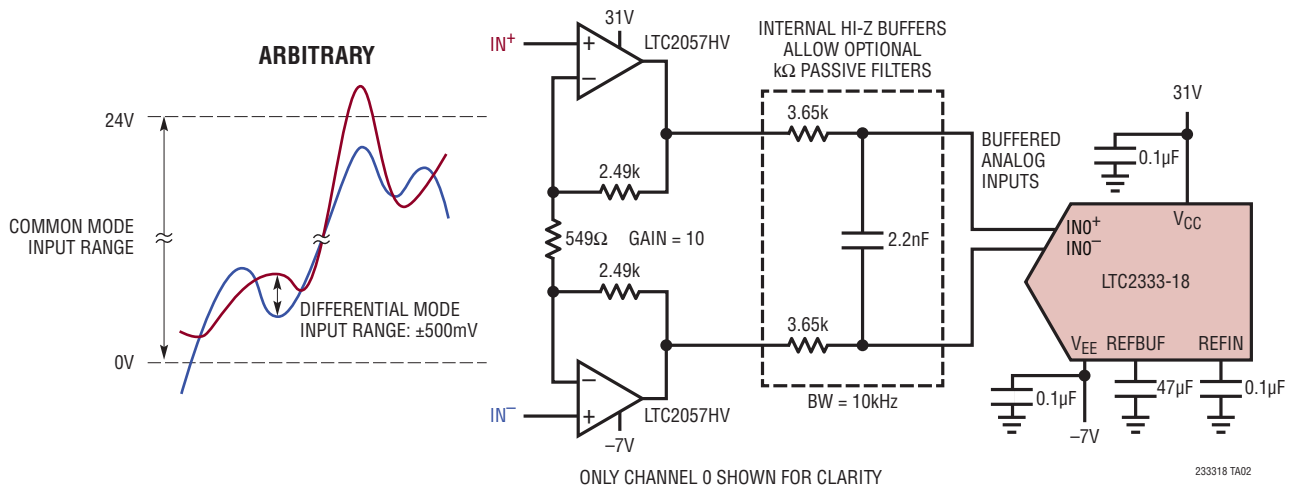 ARBITRARY
24V
COMMON MODE
INPUT RANGE
DIFFERENTIAL MODE
INPUT RANGE: ±500mV
0V
IN+
31V
LTC2057HV
2.49k
549Ω
GAIN = 10
2.49k
IN–
LTC2057HV
–7V
INTERNAL HI-Z BUFFERS
ALLOW OPTIONAL
kΩ PASSIVE FILTERS
3.65k
2.2nF
3.65k
BW = 10kHz
BUFFERED
ANALOG
INPUTS
31V
0.1µF
VCC
IN0+
IN0–
LTC2333-18
VEE REFBUF REFIN
0.1µF
47µF
0.1µF
–7V
ONLY CHANNEL 0 SHOWN FOR CLARITY
233318 TA02